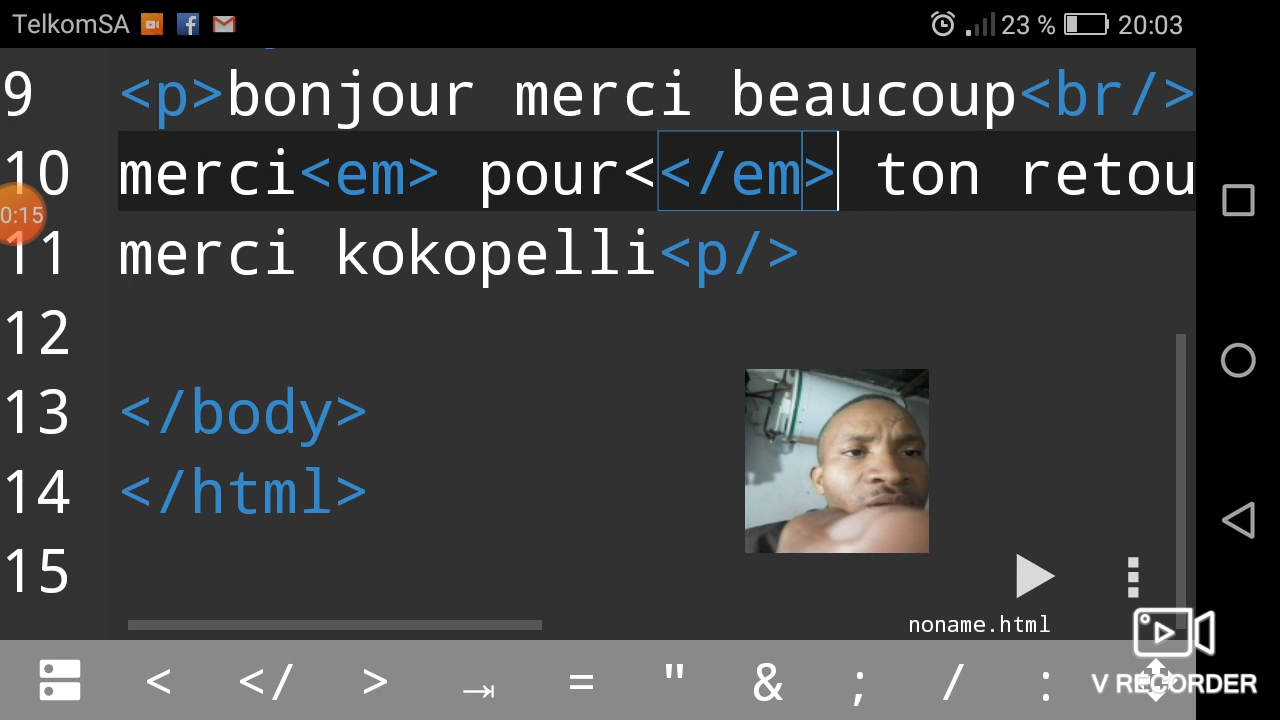 TelkomSA 23 % 20:03
9 <p>bonjour merci beaucoup<br/>
10 merci<em> pour<</em> ton retou
0:15
11 merci kokopelli<p/>
12
13 </body>
14 </html>
15
noname.html
< </ > ⇥ = " & ; / :
V RECORDER